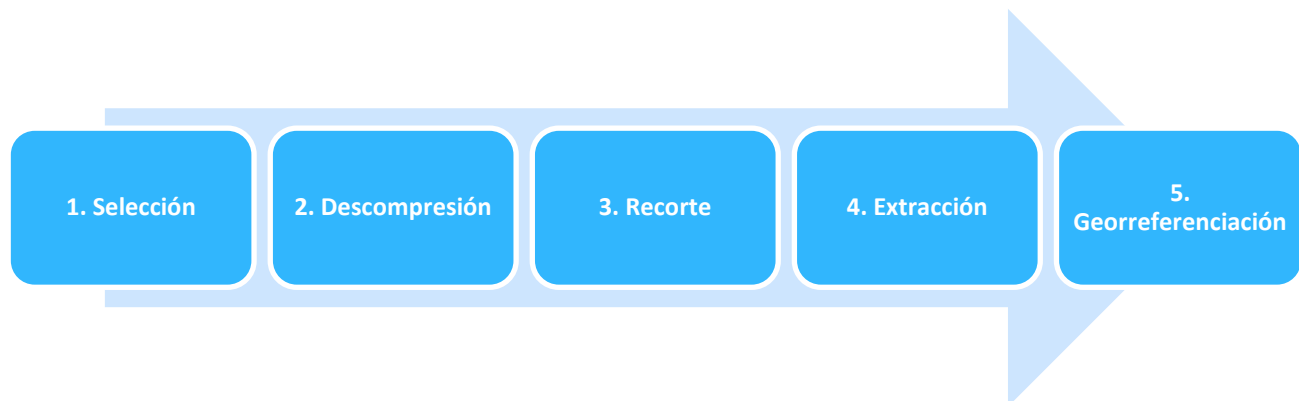 1. Selección
2. Descompresión
3. Recorte
4. Extracción
5.
Georreferenciación